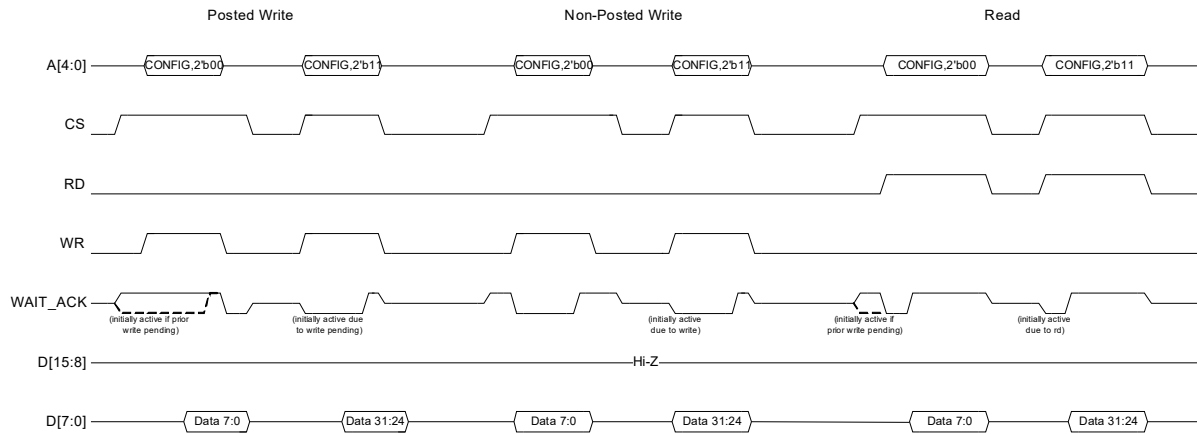 Posted Write
Non-Posted Write
Read
A[4:0]
CONFIG,2'b00
CONFIG,2'b11
CONFIG,2'b00
CONFIG,2'b11
CONFIG,2'b00
CONFIG,2'b11
CS
RD
WR
WAIT_ACK
(initially active if prior
write pending)
(initially active due
to write pending)
(initially active
due to write)
(initially active if
prior write pending)
(initially active
due to rd)
D[15:8]
Hi-Z
D[7:0]
Data 7:0
Data 31:24
Data 7:0
Data 31:24
Data 7:0
Data 31:24